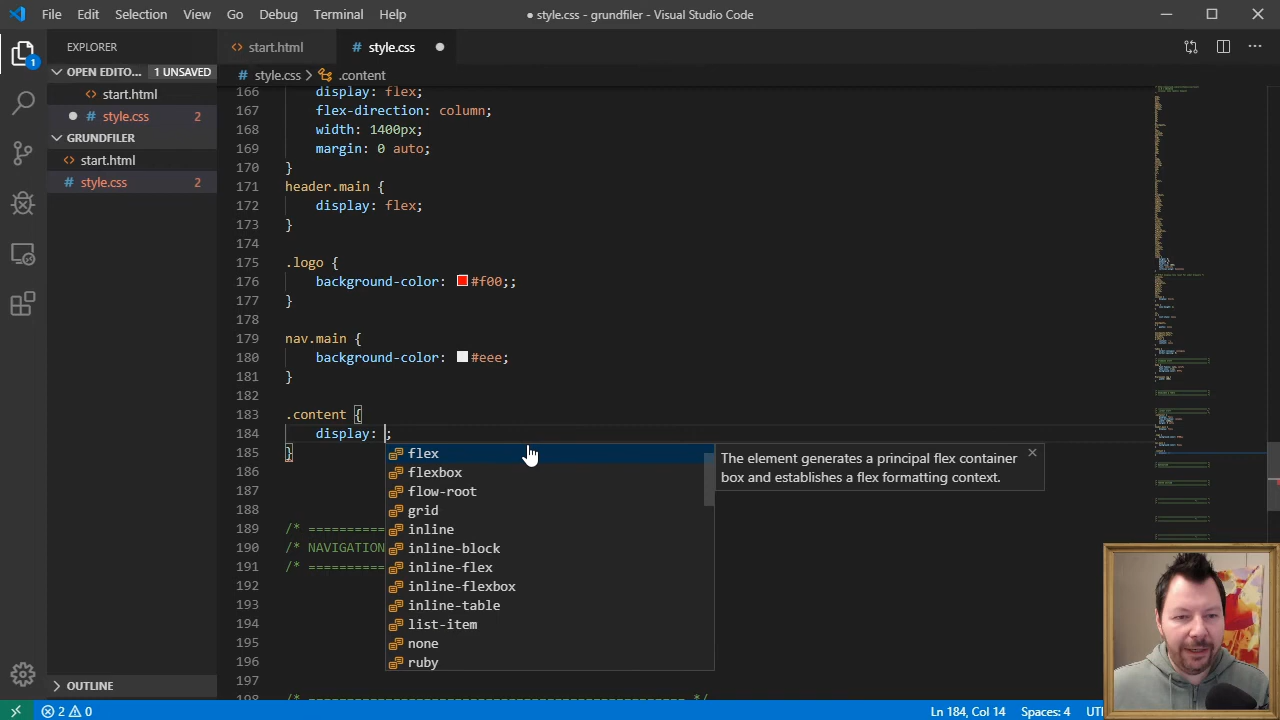 File Edit Selection View Go Debug Terminal Help
● style.css - grundfiler - Visual Studio Code
EXPLORER
start.html
style.css
OPEN EDITO...
1 UNSAVED
start.html
style.css 2
GRUNDFILER
start.html
style.css 2
OUTLINE
1
style.css > .content
166 display: flex;
167 flex-direction: column;
168 width: 1400px;
169 margin: 0 auto;
170 }
171 header.main {
172 display: flex;
173 }
174
175 .logo {
176 background-color: #f00;;
177 }
178
179 nav.main {
180 background-color: #eee;
181 }
182
183 .content {
184 display: ;
185 }
186
187
188
189 /* ============
190 /* NAVIGATION
191 /* ============
192
193
194
195
196
197
198 /* ================================================= */
flex
flexbox
flow-root
grid
inline
inline-block
inline-flex
inline-flexbox
inline-table
list-item
none
ruby
The element generates a principal flex container
box and establishes a flex formatting context.
2 0
Ln 184, Col 14
Spaces: 4